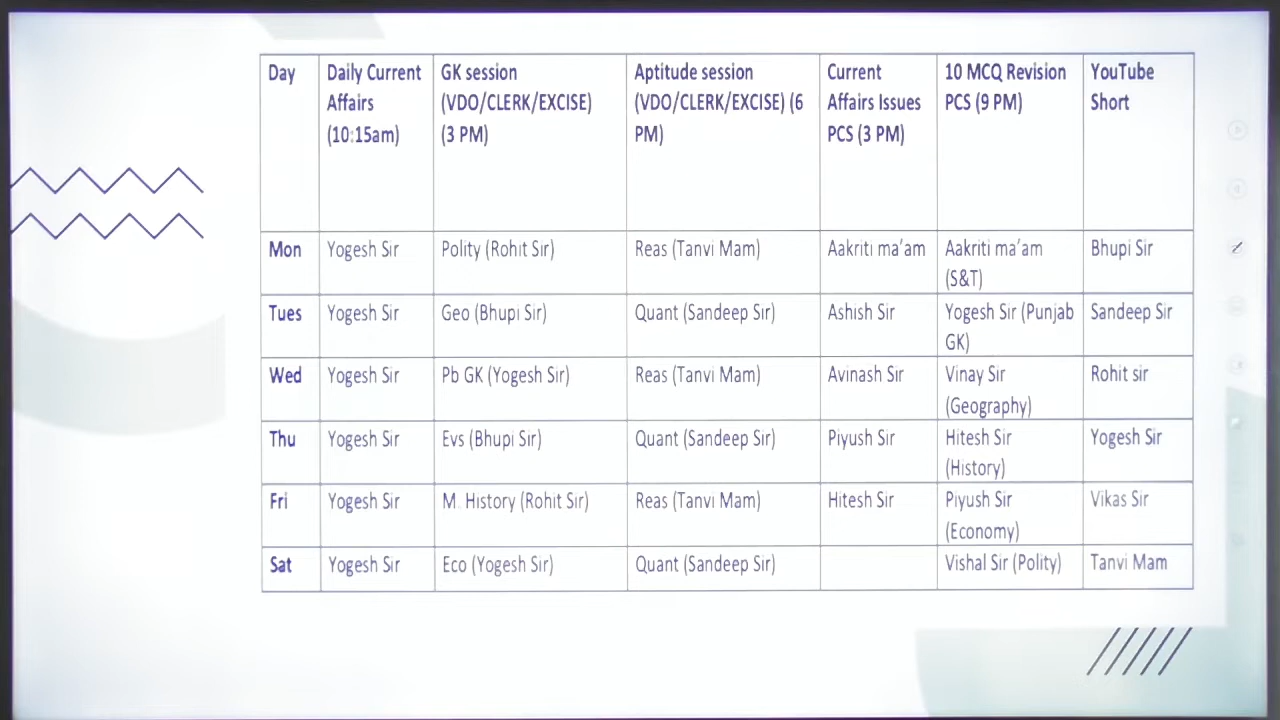 Day Daily Current Affairs (10:15am) GK session (VDO/CLERK/EXCISE) (3 PM) Aptitude session (VDO/CLERK/EXCISE) (6 PM) Current Affairs Issues PCS (3 PM) 10 MCQ Revision PCS (9 PM) YouTube Short
Mon Yogesh Sir Polity (Rohit Sir) Reas (Tanvi Mam) Aakriti ma'am Aakriti ma'am (S&T) Bhupi Sir
Tues Yogesh Sir Geo (Bhupi Sir) Quant (Sandeep Sir) Ashish Sir Yogesh Sir (Punjab GK) Sandeep Sir
Wed Yogesh Sir Pb GK (Yogesh Sir) Reas (Tanvi Mam) Avinash Sir Vinay Sir (Geography) Rohit sir
Thu Yogesh Sir Evs (Bhupi Sir) Quant (Sandeep Sir) Piyush Sir Hitesh Sir (History) Yogesh Sir
Fri Yogesh Sir M. History (Rohit Sir) Reas (Tanvi Mam) Hitesh Sir Piyush Sir (Economy) Vikas Sir
Sat Yogesh Sir Eco (Yogesh Sir) Quant (Sandeep Sir) Vishal Sir (Polity) Tanvi Mam